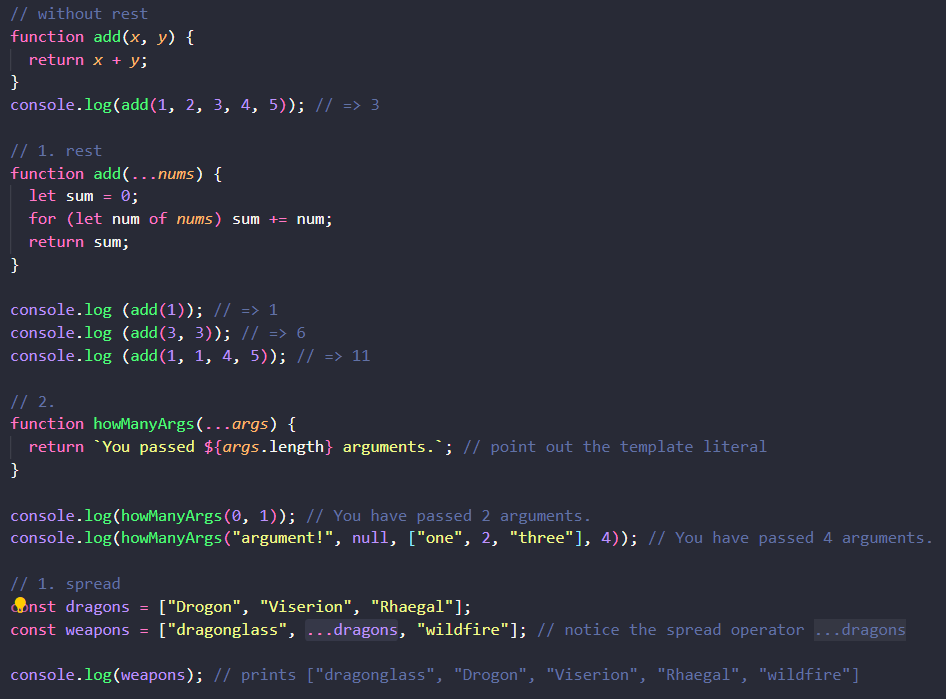 // without rest
function add(x, y) {
  return x + y;
}
console.log(add(1, 2, 3, 4, 5)); // => 3

// 1. rest
function add(...nums) {
  let sum = 0;
  for (let num of nums) sum += num;
  return sum;
}

console.log (add(1)); // => 1
console.log (add(3, 3)); // => 6
console.log (add(1, 1, 4, 5)); // => 11

// 2.
function howManyArgs(...args) {
  return `You passed ${args.length} arguments.`; // point out the template literal
}

console.log(howManyArgs(0, 1)); // You have passed 2 arguments.
console.log(howManyArgs("argument!", null, ["one", 2, "three"], 4)); // You have passed 4 arguments.

// 1. spread
const dragons = ["Drogon", "Viserion", "Rhaegal"];
const weapons = ["dragonglass", ...dragons, "wildfire"]; // notice the spread operator ...dragons

console.log(weapons); // prints ["dragonglass", "Drogon", "Viserion", "Rhaegal", "wildfire"]